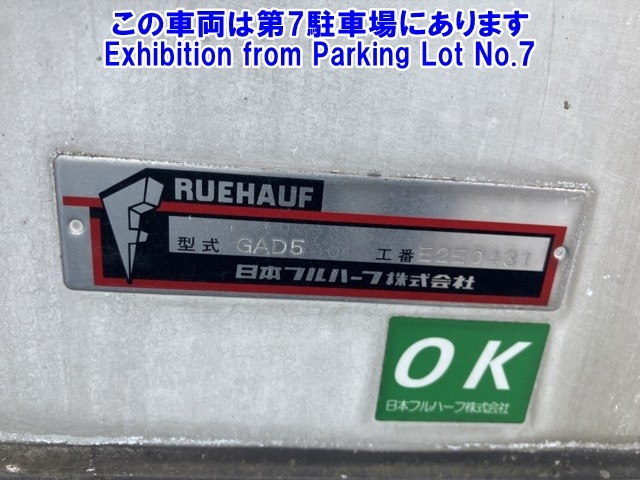 この車両は第7駐車場にあります
Exhibition from Parking Lot No.7
RUEHAUF
型式 GAD5 工番
日本フルハーフ株式会社
OK
日本フルハーフ株式会社